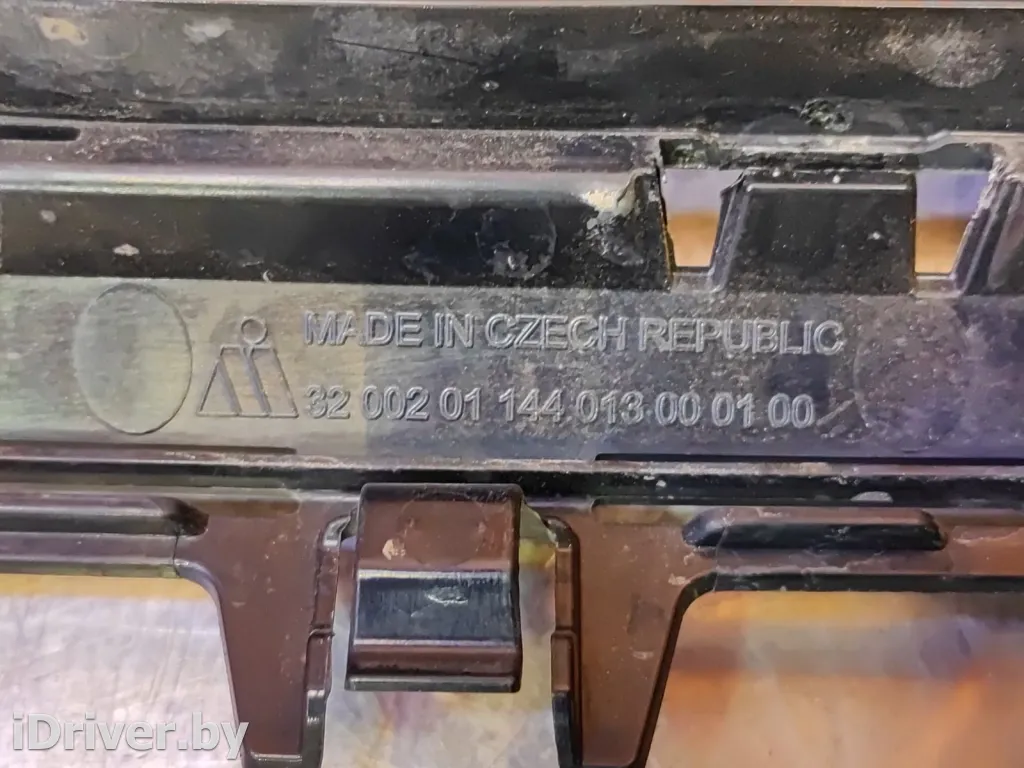 MADE IN CZECH REPUBLIC
32 002 01 144 013 00 01 00
iDriver.by